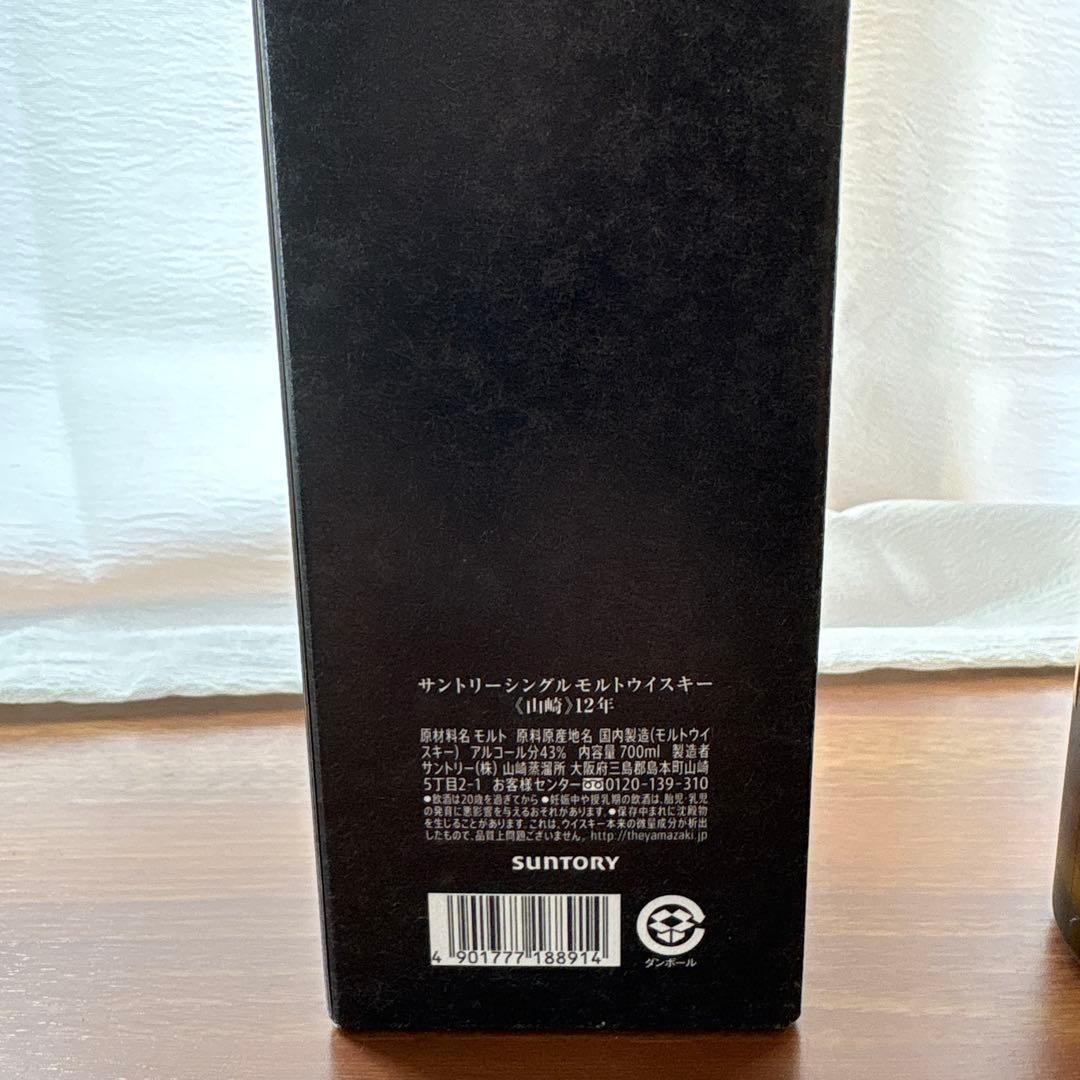 サントリーシングルモルトウイスキー
《山崎》12年
原材料名 モルト 原料原産地名 国内製造(モルトウイ
スキー) アルコール分43% 内容量 700ml 製造者
サントリー(株) 山崎蒸溜所 大阪府三島郡島本町山崎
5丁目2-1 お客様センター 0120-139-310
●飲酒は20歳を過ぎてから ●妊娠中や授乳期の飲酒は、胎児・乳児
の発育に悪影響を与えるおそれがあります。●保存中まれに沈殿物
を生じることがあります。これは、ウイスキー本来の微量成分が析出
したもので、品質上問題ございません。http://theyamazaki.jp
SUNTORY
4 901777 188914
ダンボール